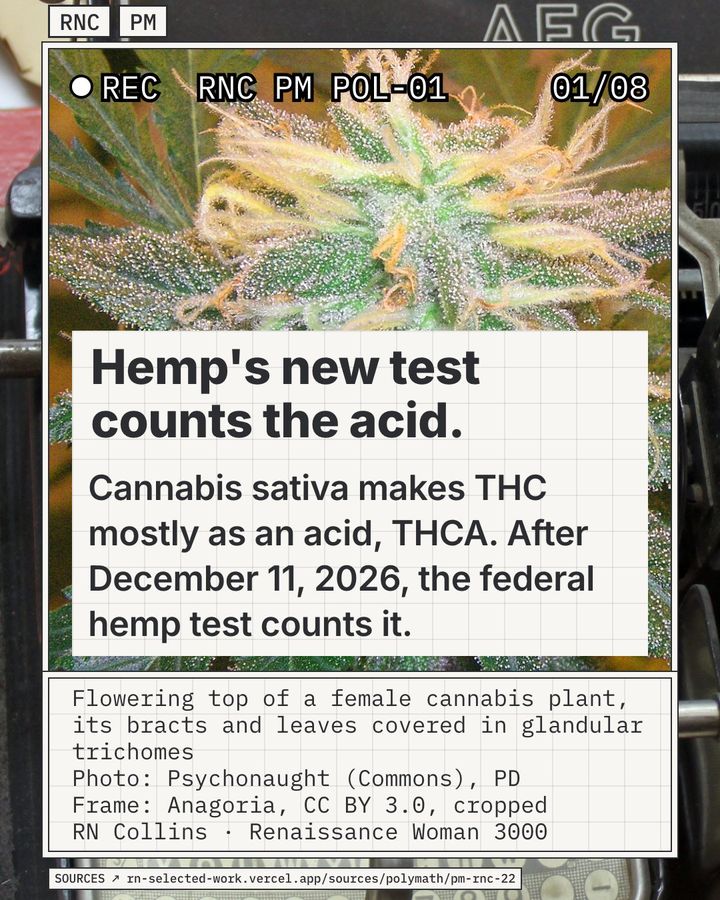 RNC PM
AEG
REC RNC PM POL-01 01/08
Hemp's new test
counts the acid.
Cannabis sativa makes THC
mostly as an acid, THCA. After
December 11, 2026, the federal
hemp test counts it.
Flowering top of a female cannabis plant,
its bracts and leaves covered in glandular
trichomes
Photo: Psychonaught (Commons), PD
Frame: Anagoria, CC BY 3.0, cropped
RN Collins · Renaissance Woman 3000
SOURCES ↗ rn-selected-work.vercel.app/sources/polymath/pm-rnc-22